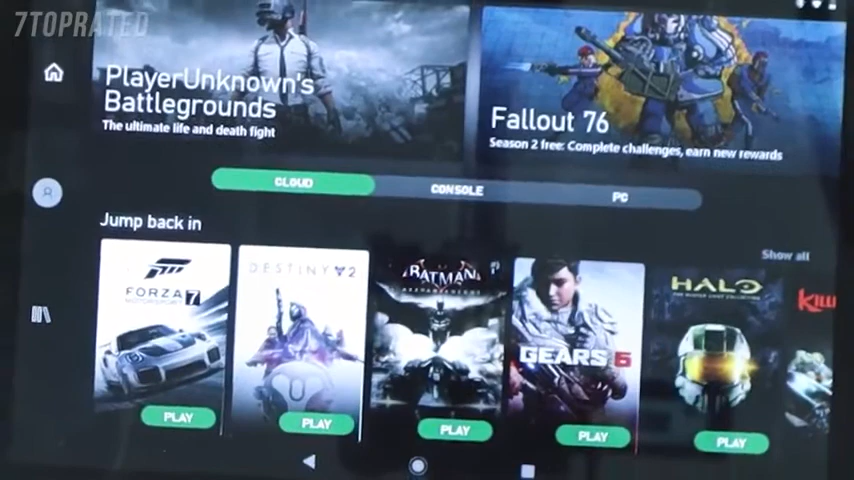 7TOPRATED
PlayerUnknown's
Battlegrounds
The ultimate life and death fight
Fallout 76
Season 2 free: Complete challenges, earn new rewards
CLOUD
CONSOLE
PC
Jump back in
Show all
FORZA
MOTORSPORT 7
DESTINY 2
BATMAN
HALO
GEARS 5
PLAY
PLAY
PLAY
PLAY
PLAY